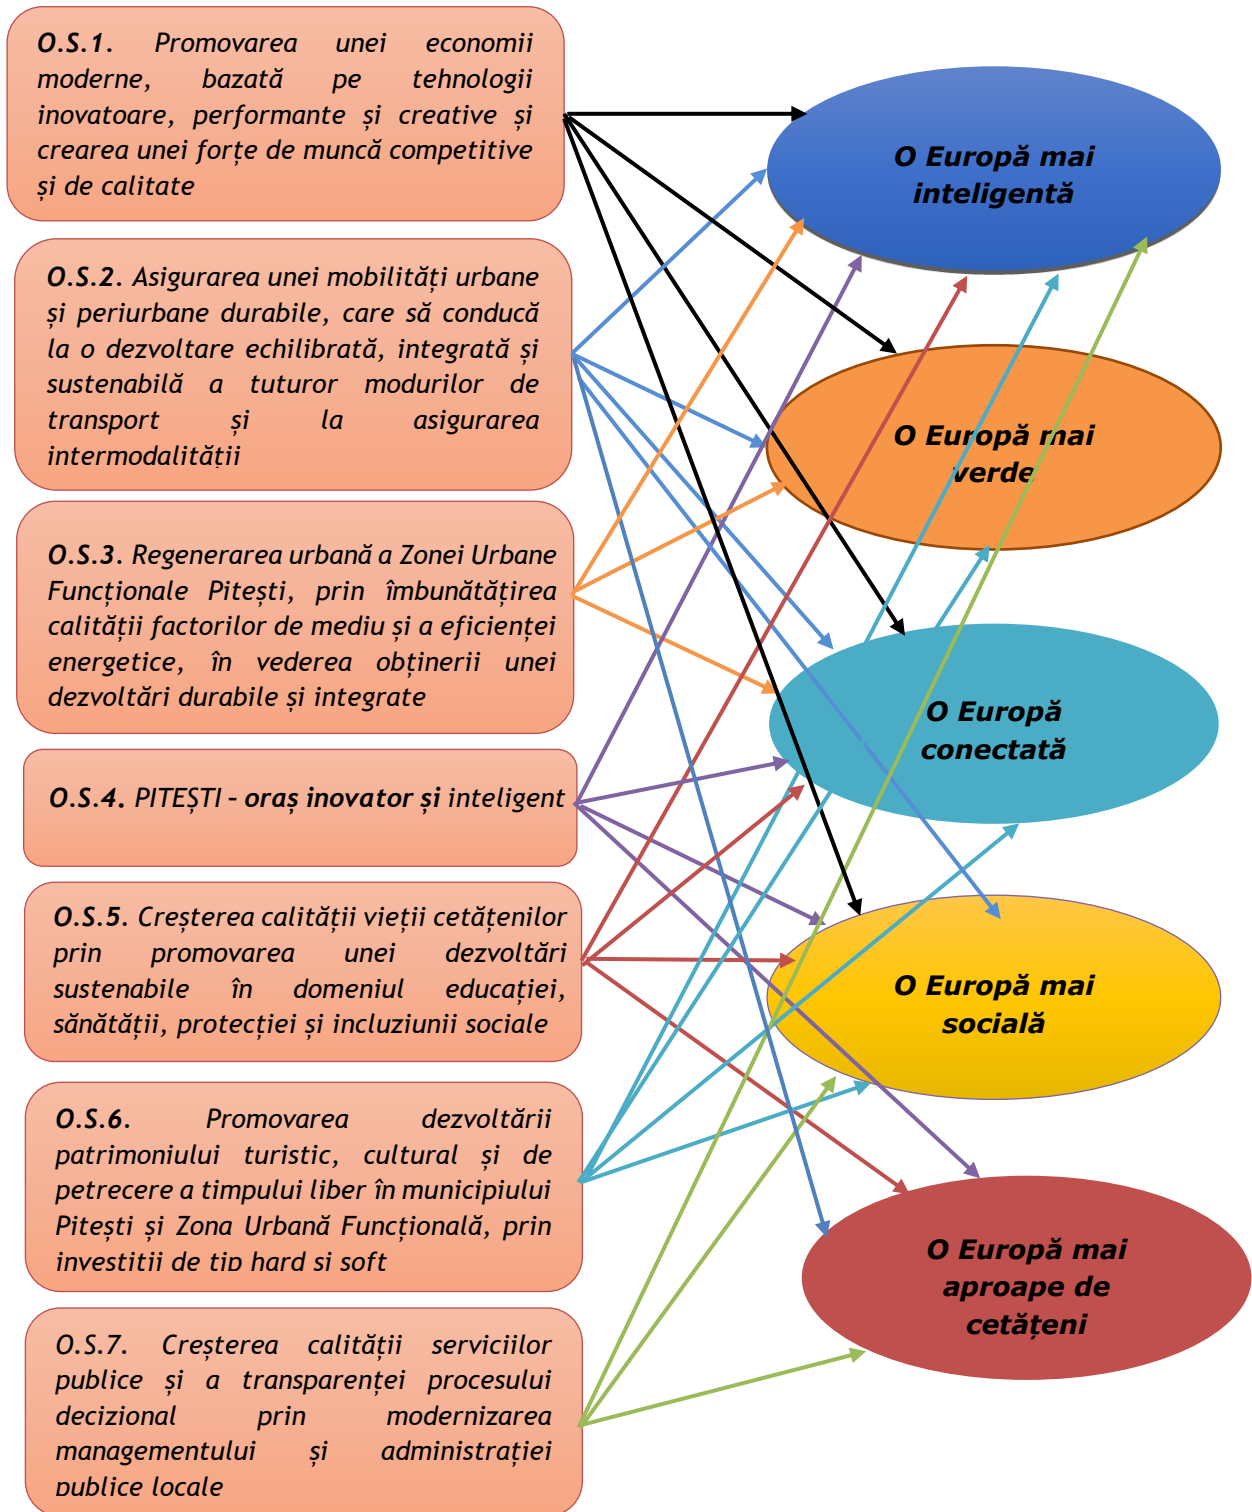 O.S.1. Promovarea unei economii
moderne, bazată pe tehnologii
inovatoare, performante și creative și
crearea unei forțe de muncă competitive
și de calitate
O.S.2. Asigurarea unei mobilități urbane
și periurbane durabile, care să conducă
la o dezvoltare echilibrată, integrată și
sustenabilă a tuturor modurilor de
transport și la asigurarea
intermodalității
O.S.3. Regenerarea urbană a Zonei Urbane
Funcționale Pitești, prin îmbunătățirea
calității factorilor de mediu și a eficienței
energetice, în vederea obținerii unei
dezvoltări durabile și integrate
O.S.4. PITEȘTI – oraș inovator și inteligent
O.S.5. Creșterea calității vieții cetățenilor
prin promovarea unei dezvoltări
sustenabile în domeniul educației,
sănătății, protecției și incluziunii sociale
O.S.6. Promovarea dezvoltării
patrimoniului turistic, cultural și de
petrecere a timpului liber în municipiului
Pitești și Zona Urbană Funcțională, prin
investiții de tip hard și soft
O.S.7. Creșterea calității serviciilor
publice și a transparenței procesului
decizional prin modernizarea
managementului și administrației
publice locale
O Europă mai
inteligentă
O Europă mai
verde
O Europă
conectată
O Europă mai
socială
O Europă mai
aproape de
cetățeni